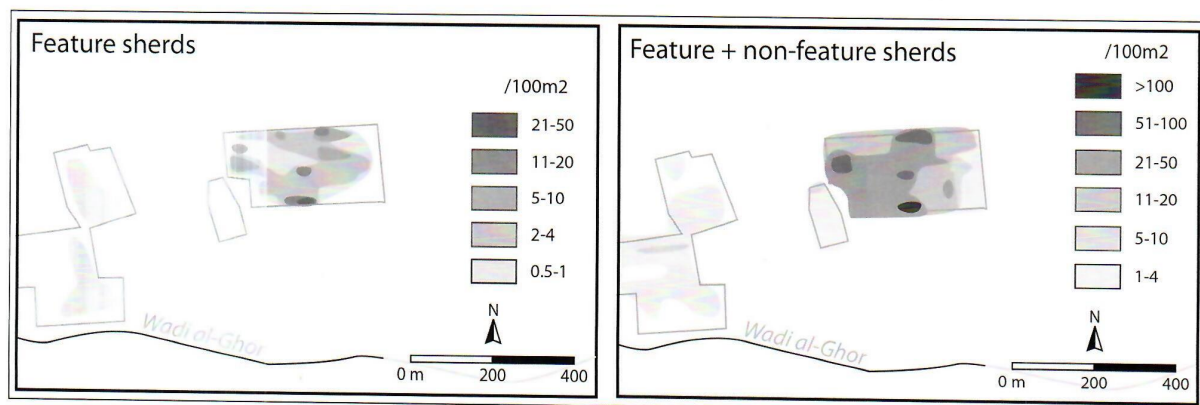 Feature sherds
/100m2
21-50
11-20
5-10
2-4
0.5-1
N
Wadi al-Ghor
0 m 200 400
Feature + non-feature sherds
/100m2
>100
51-100
21-50
11-20
5-10
1-4
N
Wadi al-Ghor
0 m 200 400